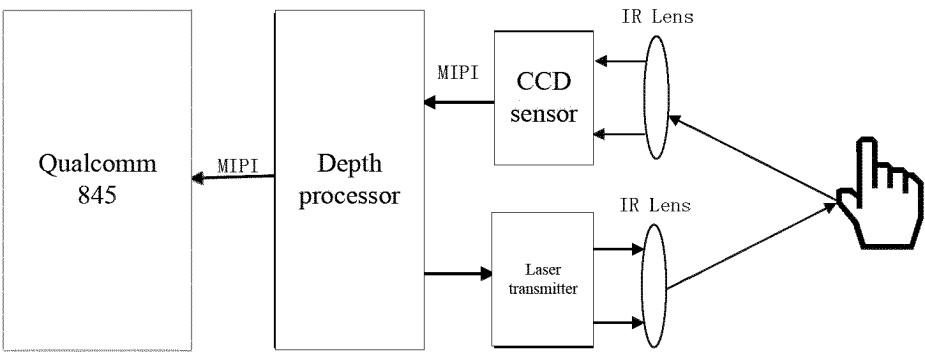 IR Lens
MIPI
CCD
sensor
Qualcomm
845
MIPI
Depth
processor
IR Lens
Laser
transmitter